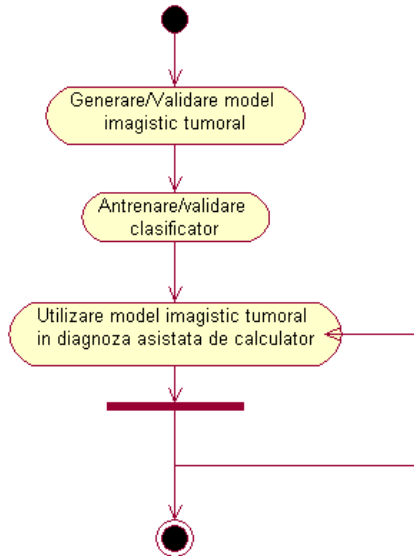 Generare/Validare model
imagistic tumoral
Antrenare/validare
clasificator
Utilizare model imagistic tumoral
in diagnoza asistata de calculator